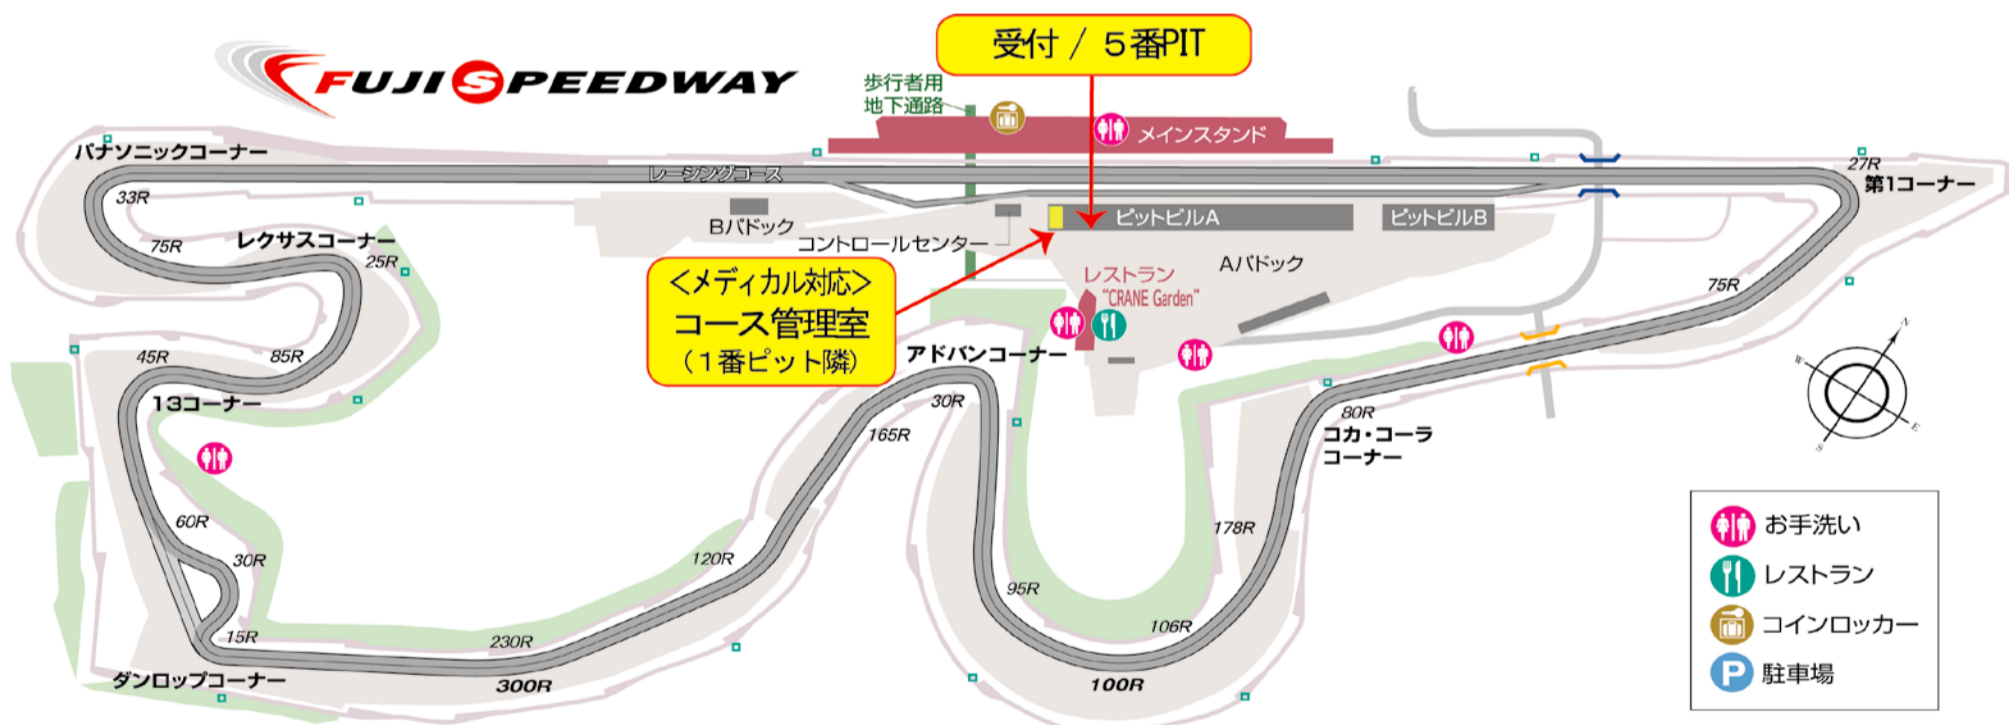 受付 / 5番PIT
FUJI SPEEDWAY
歩行者用
地下通路
メインスタンド
パナソニックコーナー
レーシングコース
27R
第1コーナー
33R
Bパドック
ピットビルA
ピットビルB
75R
レクサスコーナー
25R
コントロールセンター
Aパドック
<メディカル対応>
コース管理室
(1番ピット隣)
レストラン
"CRANE Garden"
75R
45R
85R
アドバンコーナー
13コーナー
30R
165R
80R
コカ・コーラ
コーナー
N
W
E
S
60R
30R
120R
178R
95R
15R
230R
106R
ダンロップコーナー
300R
100R
お手洗い
レストラン
コインロッカー
P 駐車場